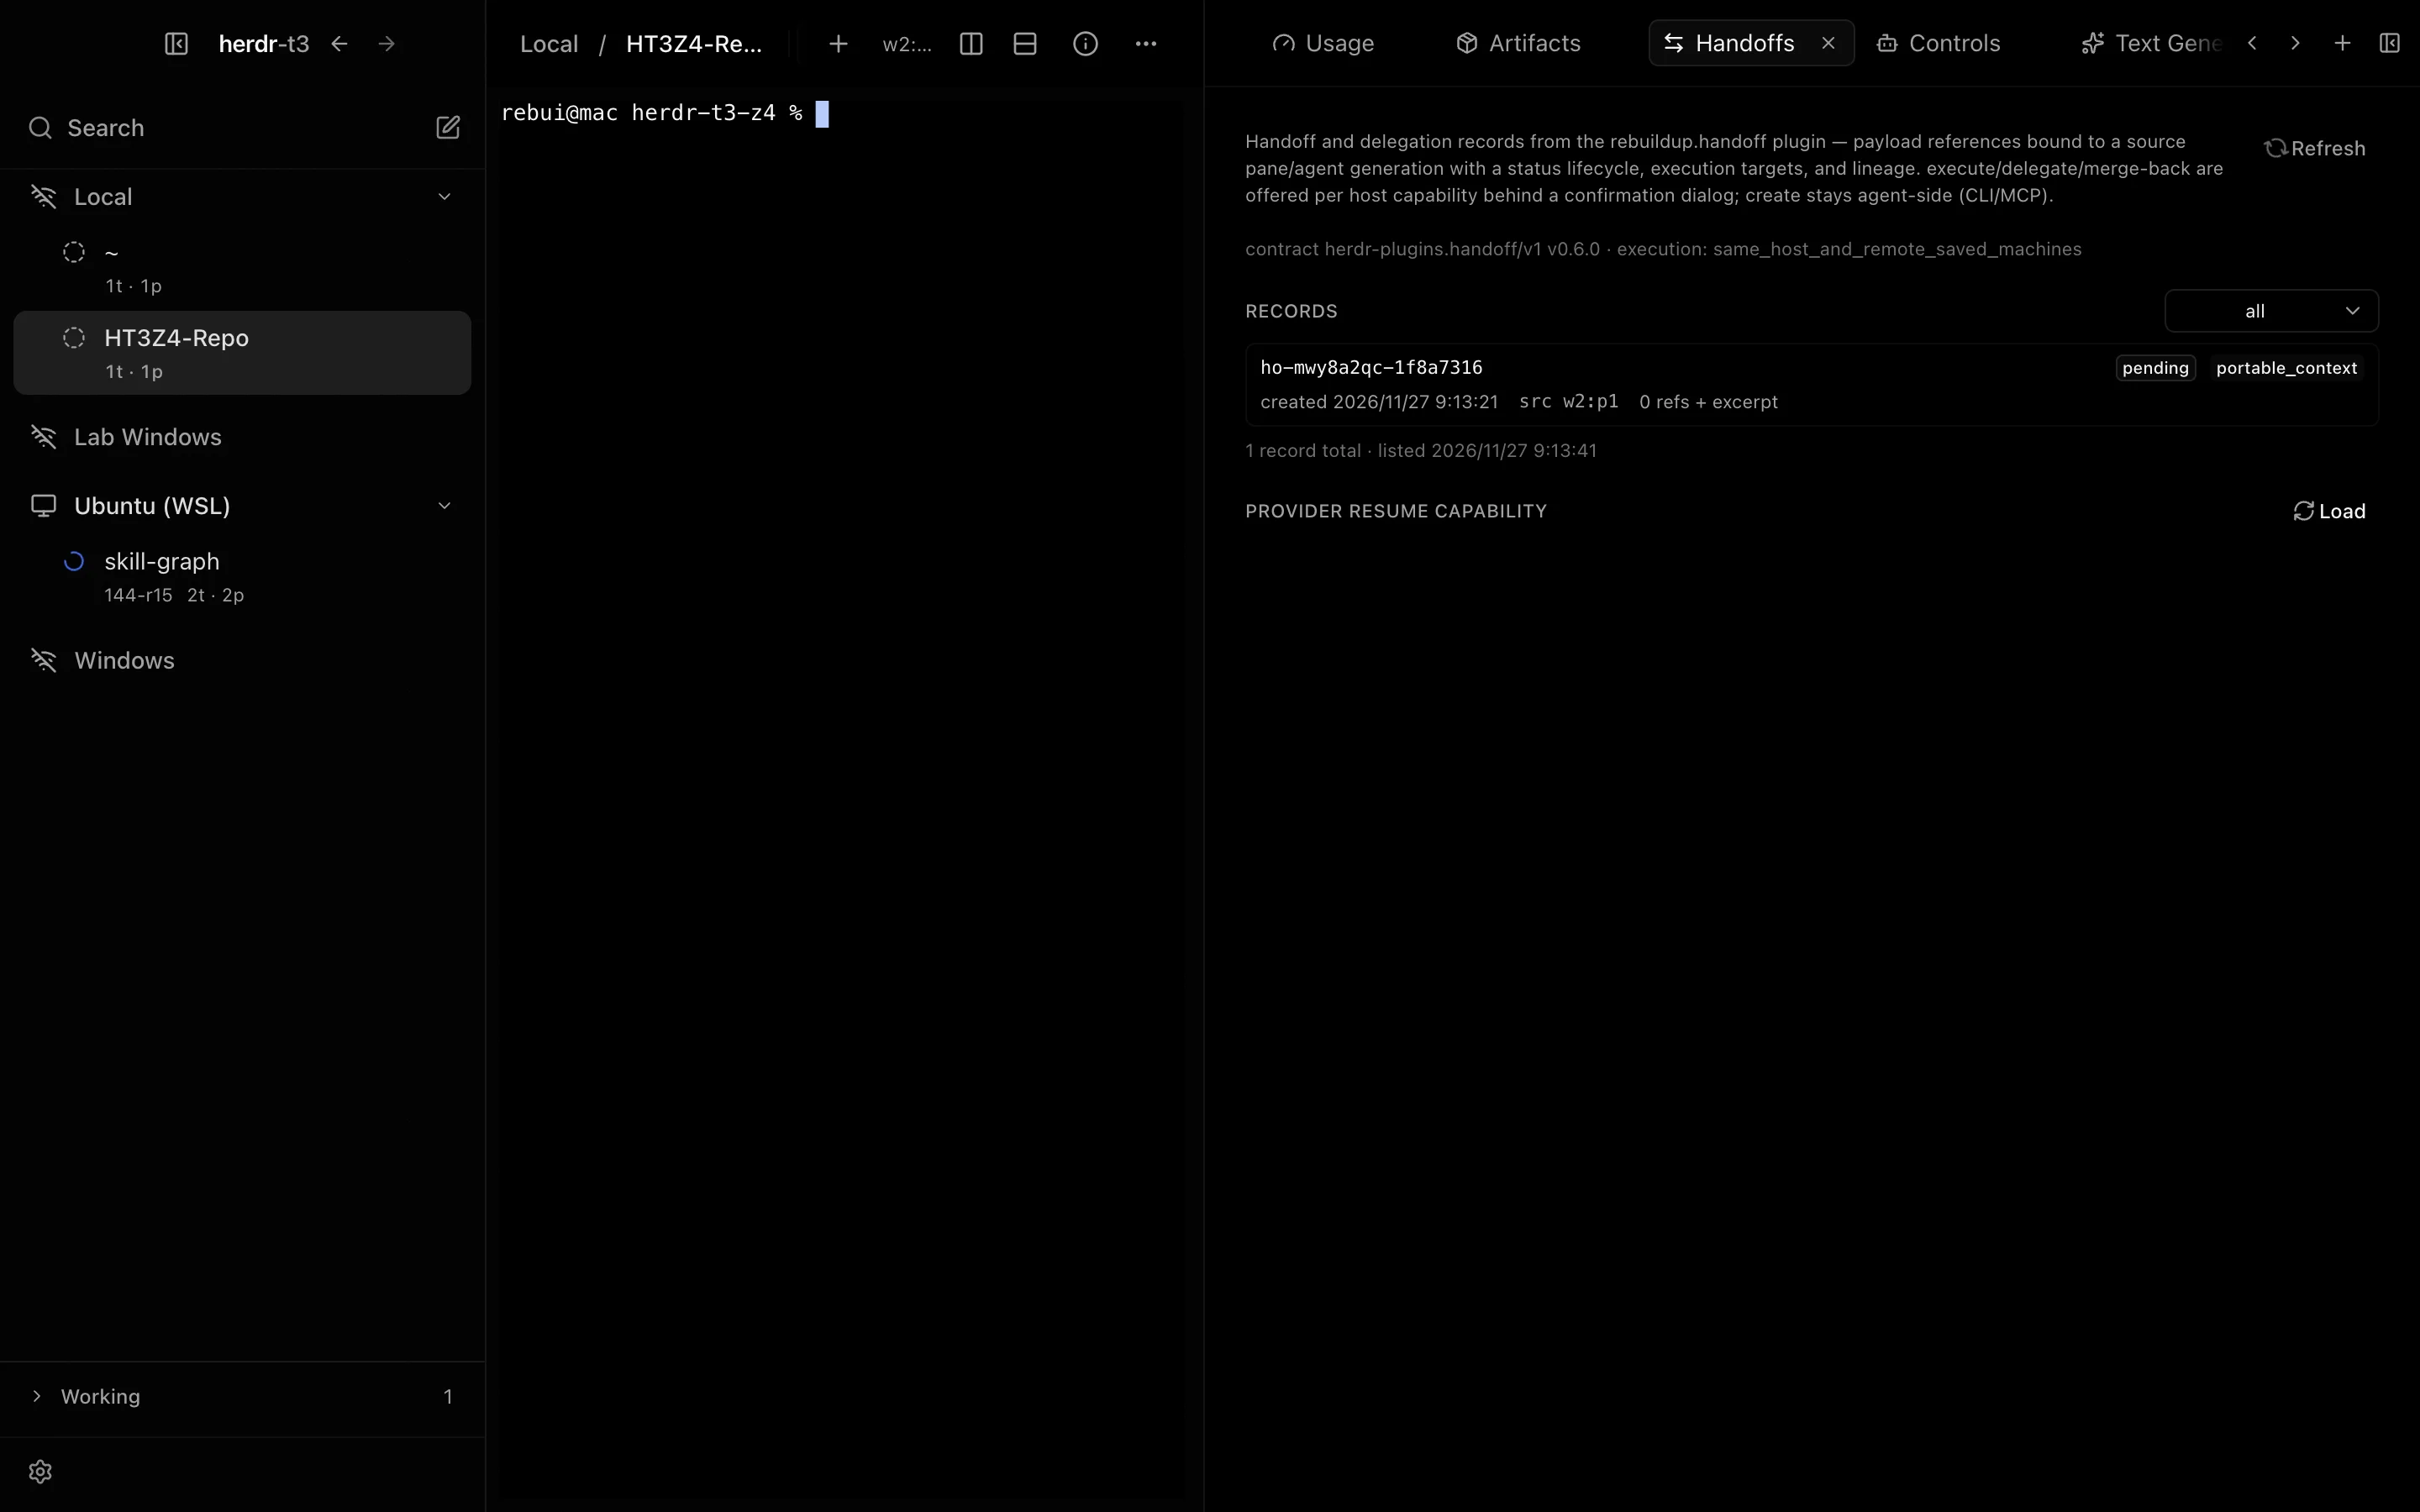 herdr-t3
Search
Local
~
1t · 1p
HT3Z4-Repo
1t · 1p
Lab Windows
Ubuntu (WSL)
skill-graph
144-r15 2t · 2p
Windows
Working 1
Local / HT3Z4-Re... w2:...
rebui@mac herdr-t3-z4 %
Usage Artifacts Handoffs Controls Text Gene
Handoff and delegation records from the rebuildup.handoff plugin — payload references bound to a source
pane/agent generation with a status lifecycle, execution targets, and lineage. execute/delegate/merge-back are
offered per host capability behind a confirmation dialog; create stays agent-side (CLI/MCP).
Refresh
contract herdr-plugins.handoff/v1 v0.6.0 · execution: same_host_and_remote_saved_machines
RECORDS all
ho-mwy8a2qc-1f8a7316 pending portable_context
created 2026/11/27 9:13:21 src w2:p1 0 refs + excerpt
1 record total · listed 2026/11/27 9:13:41
PROVIDER RESUME CAPABILITY Load